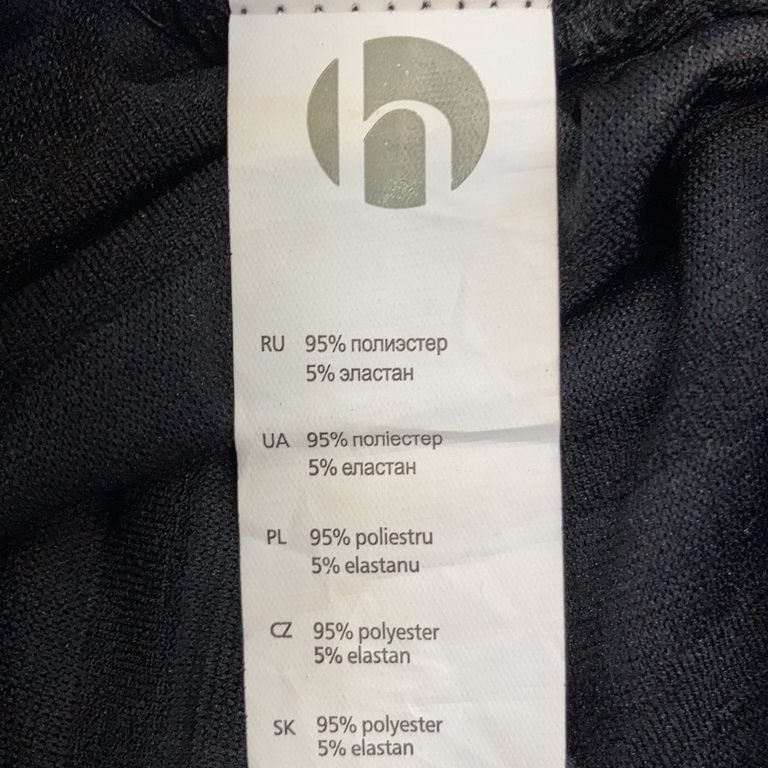 h
RU 95% полиэстер
5% эластан
UA 95% поліестер
5% еластан
PL 95% poliestru
5% elastanu
CZ 95% polyester
5% elastan
SK 95% polyester
5% elastan